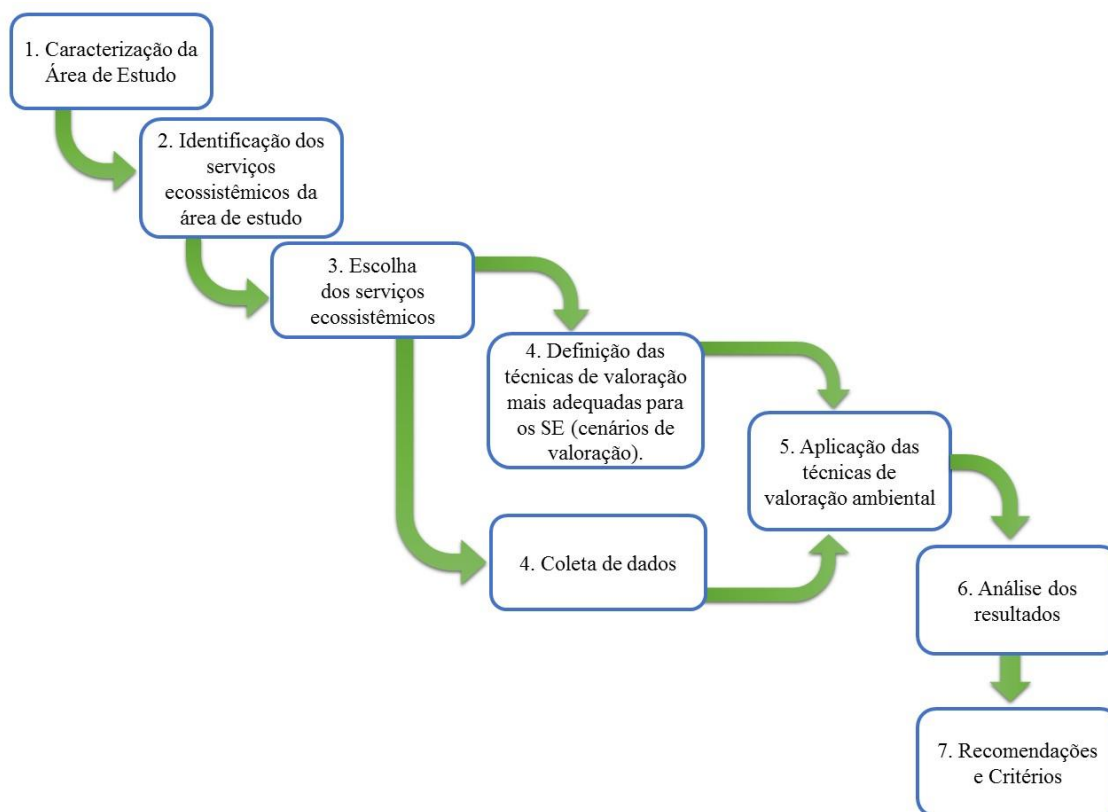 1. Caracterização da
Área de Estudo
2. Identificação dos
serviços
ecossistêmicos da
área de estudo
3. Escolha
dos serviços
ecossistêmicos
4. Definição das
técnicas de valoração
mais adequadas para
os SE (cenários de
valoração).
4. Coleta de dados
5. Aplicação das
técnicas de
valoração ambiental
6. Análise dos
resultados
7. Recomendações
e Critérios